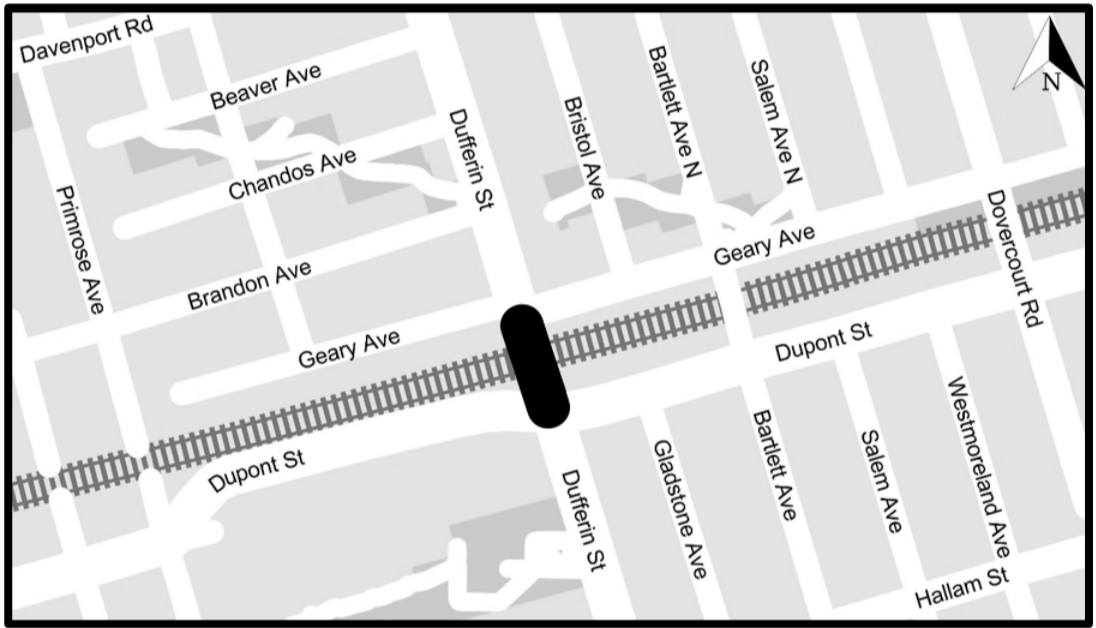 Davenport Rd
Beaver Ave
N
Chandos Ave
Dufferin St
Bristol Ave
Bartlett Ave N
Salem Ave N
Primrose Ave
Brandon Ave
Geary Ave
Dovercourt Rd
Geary Ave
Dupont St
Dupont St
Dufferin St
Gladstone Ave
Bartlett Ave
Salem Ave
Westmoreland Ave
Hallam St